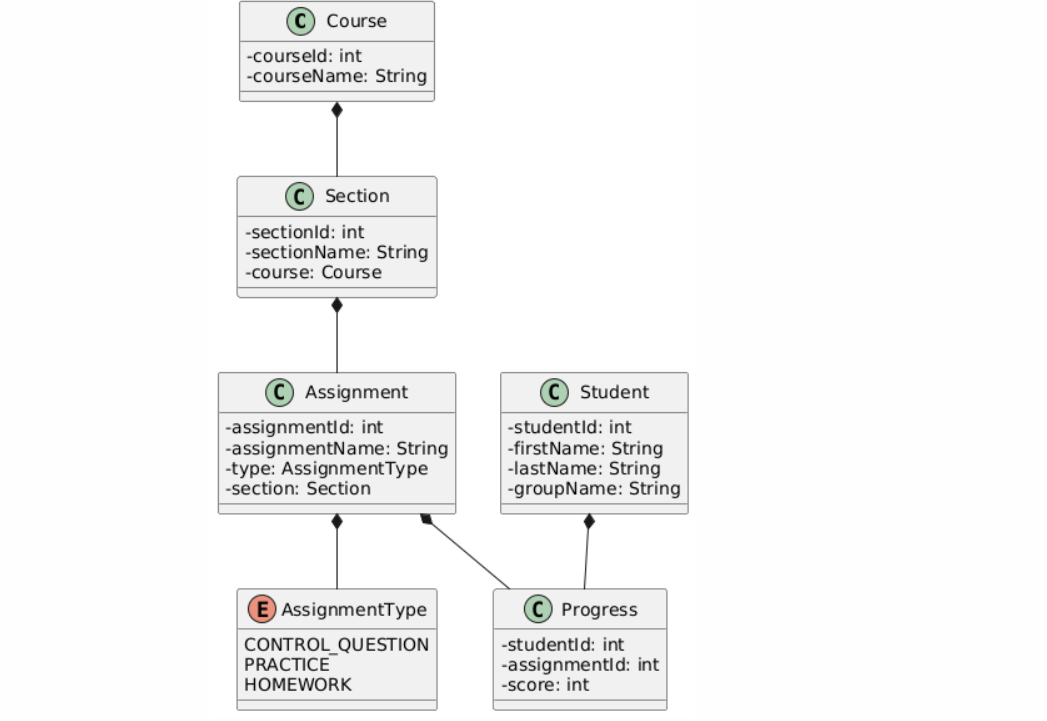 C Course
-courseId: int
-courseName: String
C Section
-sectionId: int
-sectionName: String
-course: Course
C Assignment
-assignmentId: int
-assignmentName: String
-type: AssignmentType
-section: Section
C Student
-studentId: int
-firstName: String
-lastName: String
-groupName: String
E AssignmentType
CONTROL_QUESTION
PRACTICE
HOMEWORK
C Progress
-studentId: int
-assignmentId: int
-score: int